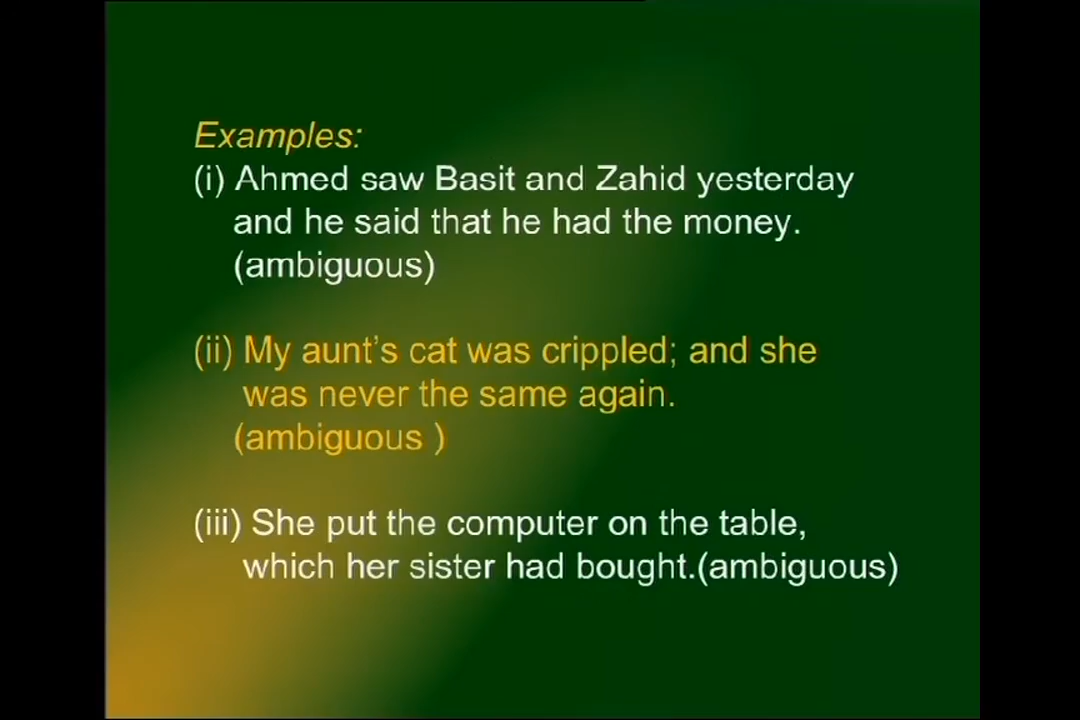 Examples:
(i) Ahmed saw Basit and Zahid yesterday
and he said that he had the money.
(ambiguous)
(ii) My aunt’s cat was crippled; and she
was never the same again.
(ambiguous )
(iii) She put the computer on the table,
which her sister had bought.(ambiguous)